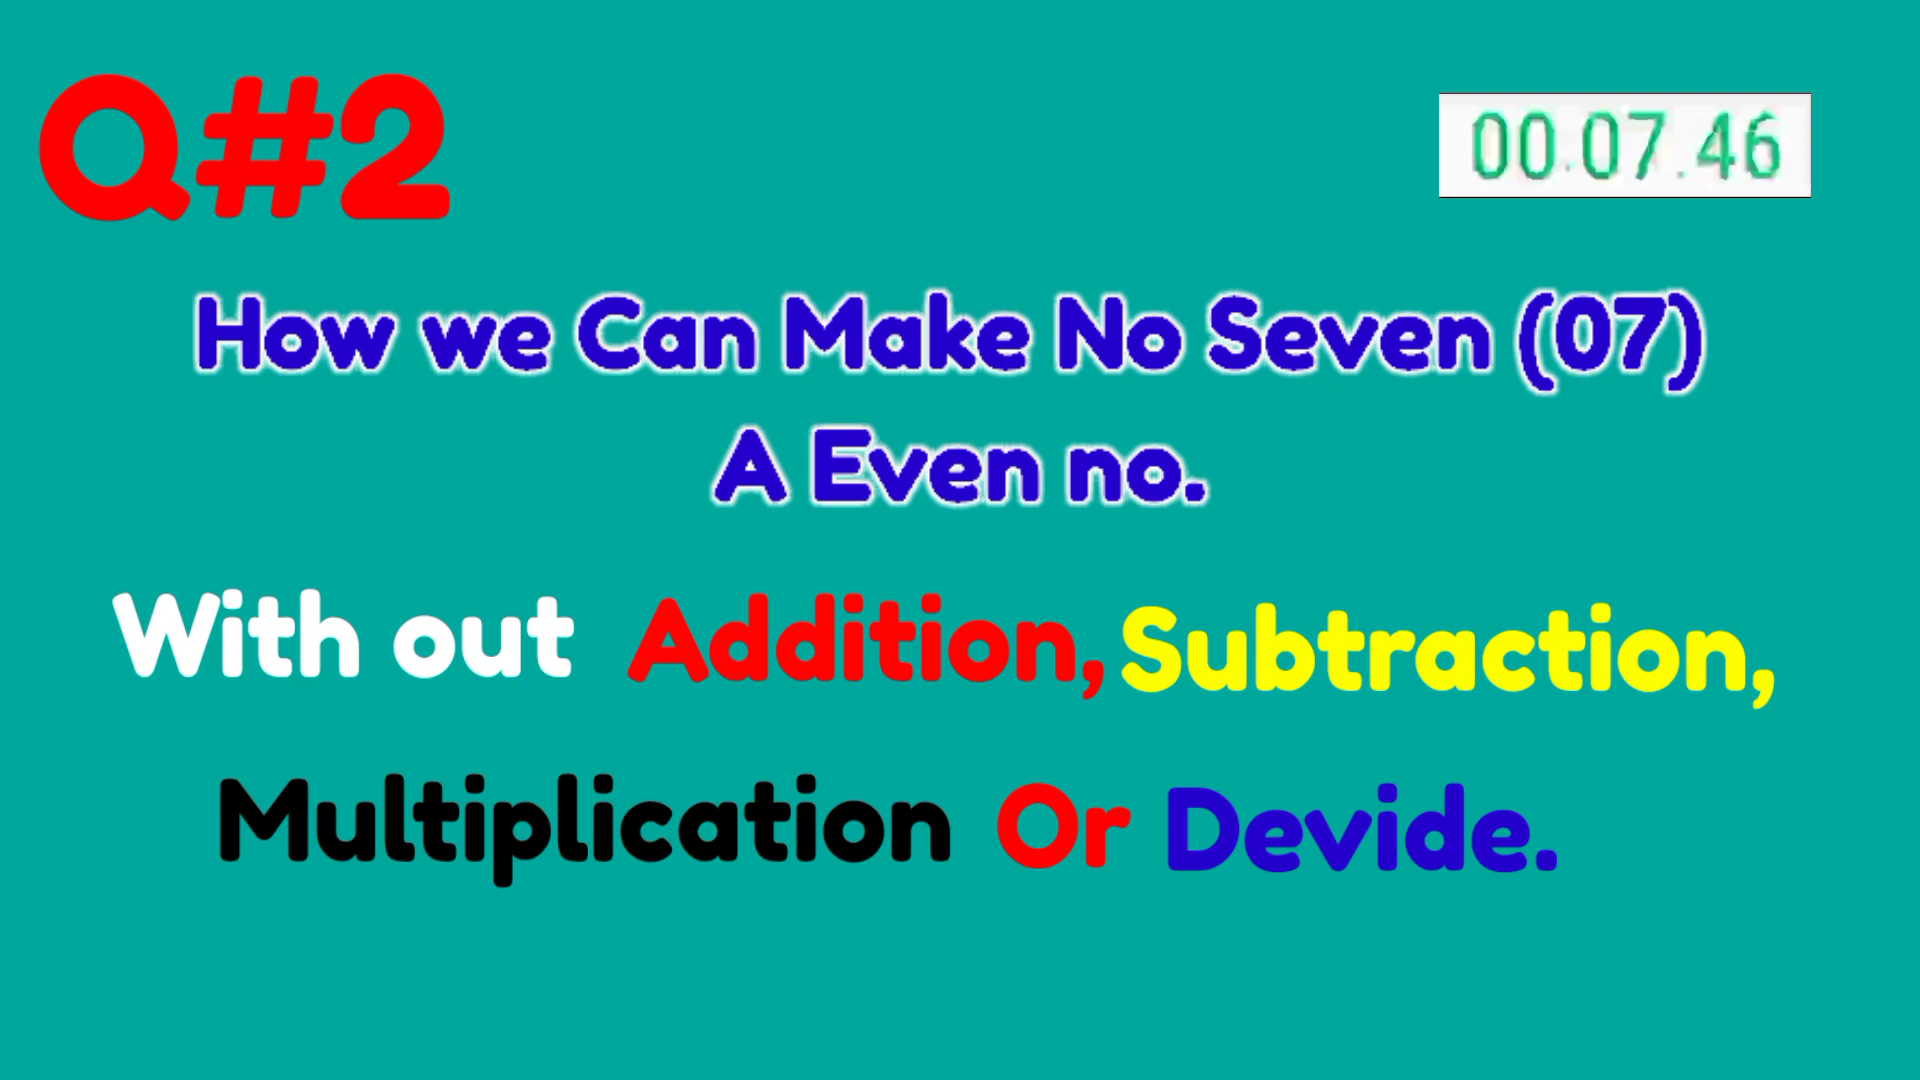 Q#2
00.07.46
How we Can Make No Seven (07)
A Even no.
With out Addition, Subtraction,
Multiplication Or Devide.